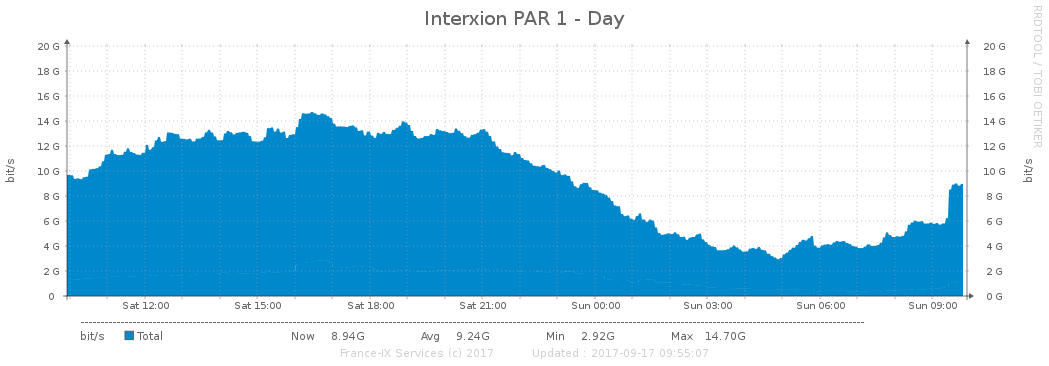 Interxion PAR 1 - Day
RRDTOOL / TOBI OETIKER
bit/s
20 G
18 G
16 G
14 G
12 G
10 G
8 G
6 G
4 G
2 G
0
20 G
18 G
16 G
14 G
12 G
10 G
8 G
6 G
4 G
2 G
0 G
bit/s
Sat 12:00 Sat 15:00 Sat 18:00 Sat 21:00 Sun 00:00 Sun 03:00 Sun 06:00 Sun 09:00
bit/s Total Now 8.94G Avg 9.24G Min 2.92G Max 14.70G
France-IX Services (c) 2017 Updated : 2017-09-17 09:55:07